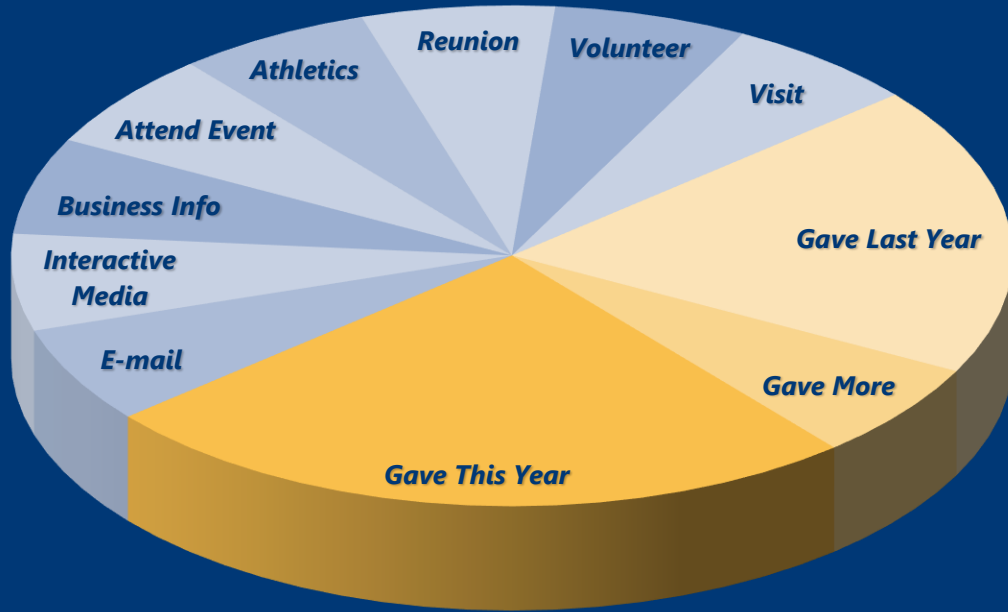 Reunion
Volunteer
Athletics
Visit
Attend Event
Business Info
Gave Last Year
Interactive
Media
E-mail
Gave More
Gave This Year